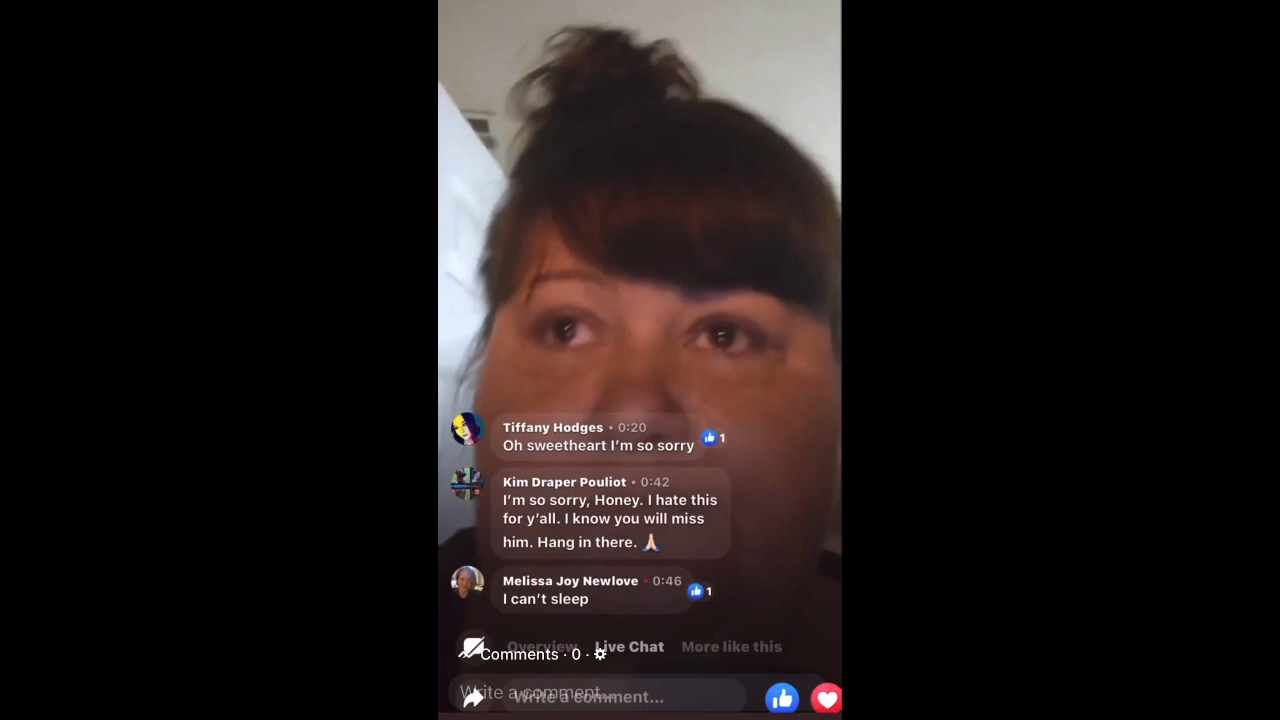 Tiffany Hodges • 0:20
Oh sweetheart I'm so sorry
1
Kim Draper Pouliot • 0:42
I'm so sorry, Honey. I hate this
for y'all. I know you will miss
him. Hang in there. 🙏🏻
Melissa Joy Newlove • 0:46
I can't sleep
1
Overview Live Chat More like this
Comments · 0 ·
Write a comment...
Write a comment...